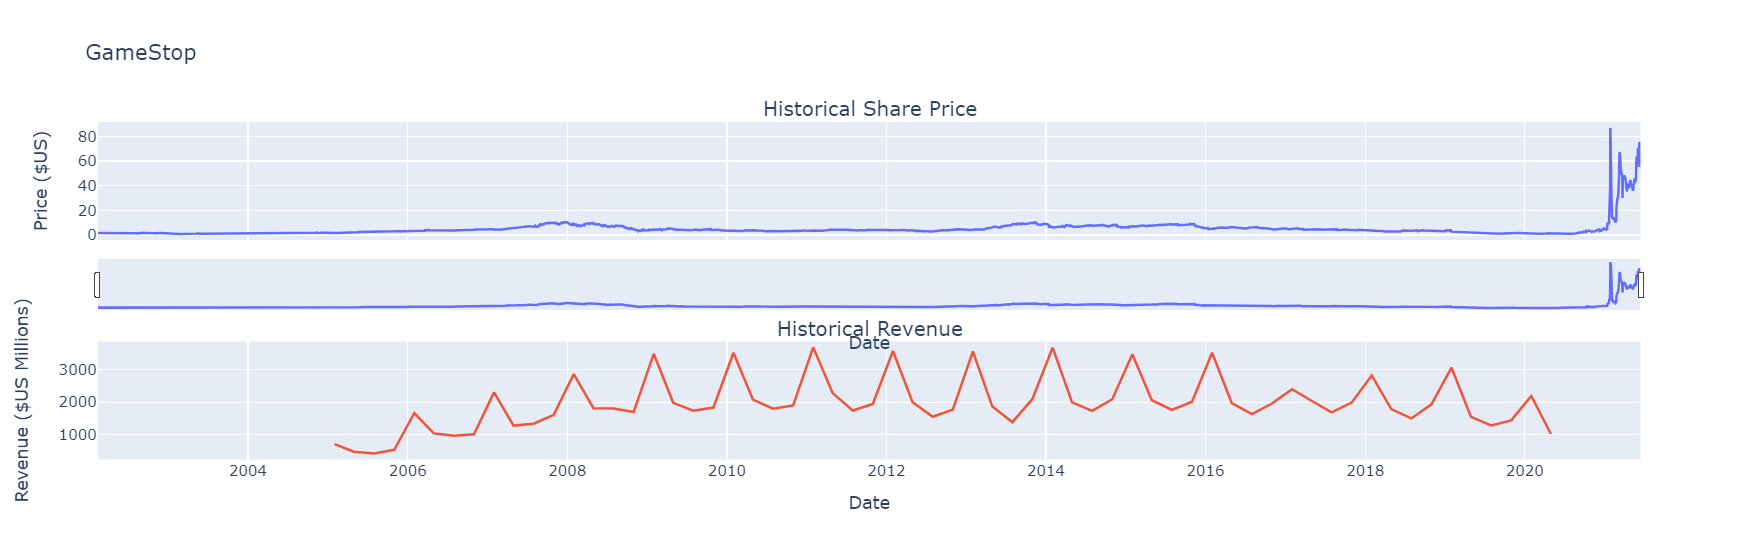 GameStop
Historical Share Price
Price ($US)
80
60
40
20
0
Historical Revenue
Date
Revenue ($US Millions)
3000
2000
1000
2004 2006 2008 2010 2012 2014 2016 2018 2020
Date